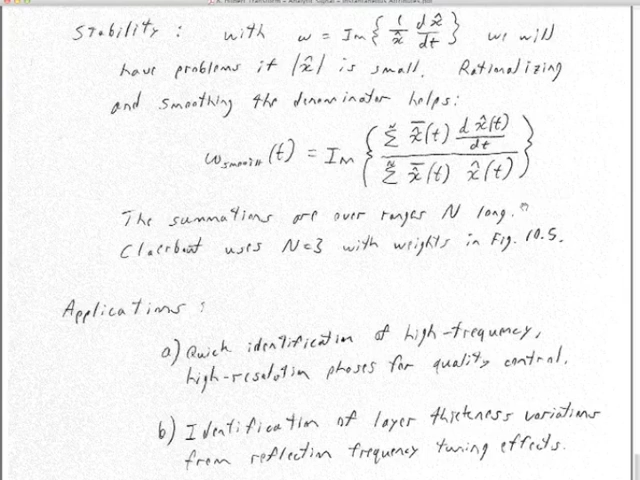 Stability : with ω = Im{ 1/x̂ dx̂/dt } we will
have problems if |x̂| is small. Rationalizing
and smoothing the denominator helps:
ω_smooth (t) = Im { Σ^N x̄̂(t) dx̂(t)/dt / Σ^N x̄̂(t) x̂(t) }
The summations are over ranges N long.
Claerbout uses N=3 with weights in Fig. 10.5.
Applications :
a) Quick identification of high-frequency,
high-resolution phases for quality control.
b) Identification of layer thickness variations
from reflection frequency tuning effects.